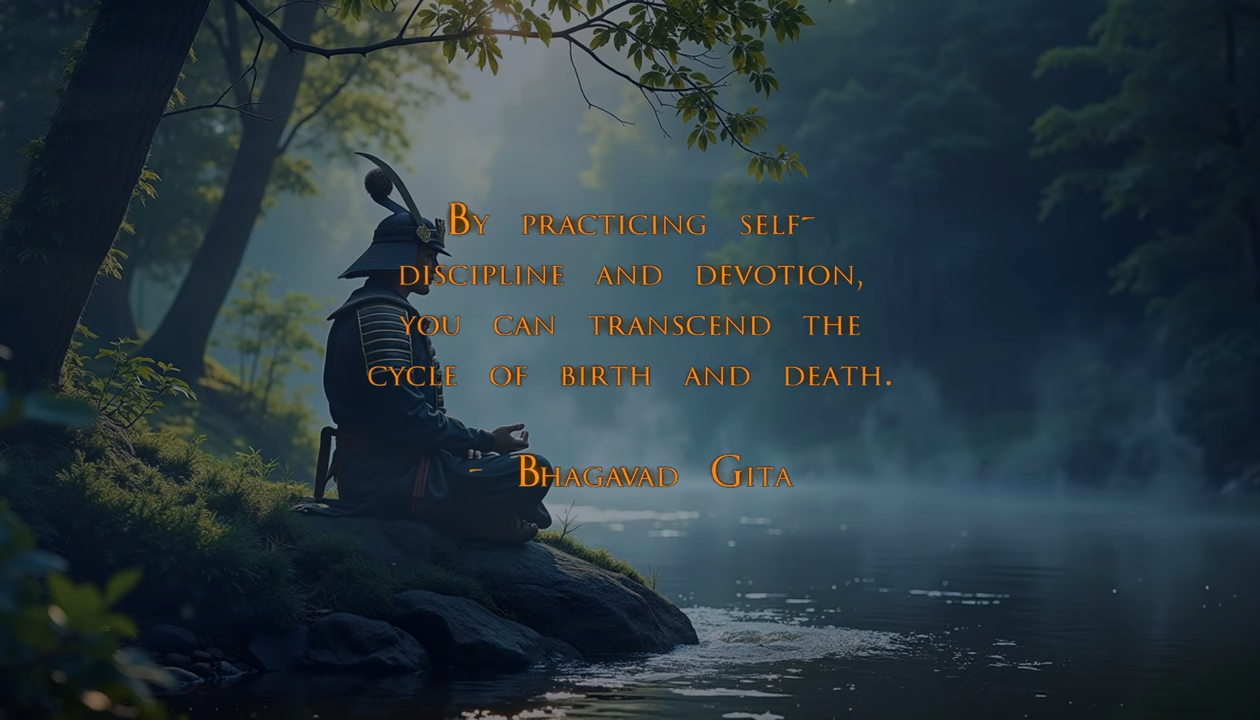 By practicing self-
discipline and devotion,
you can transcend the
cycle of birth and death.
- Bhagavad Gita